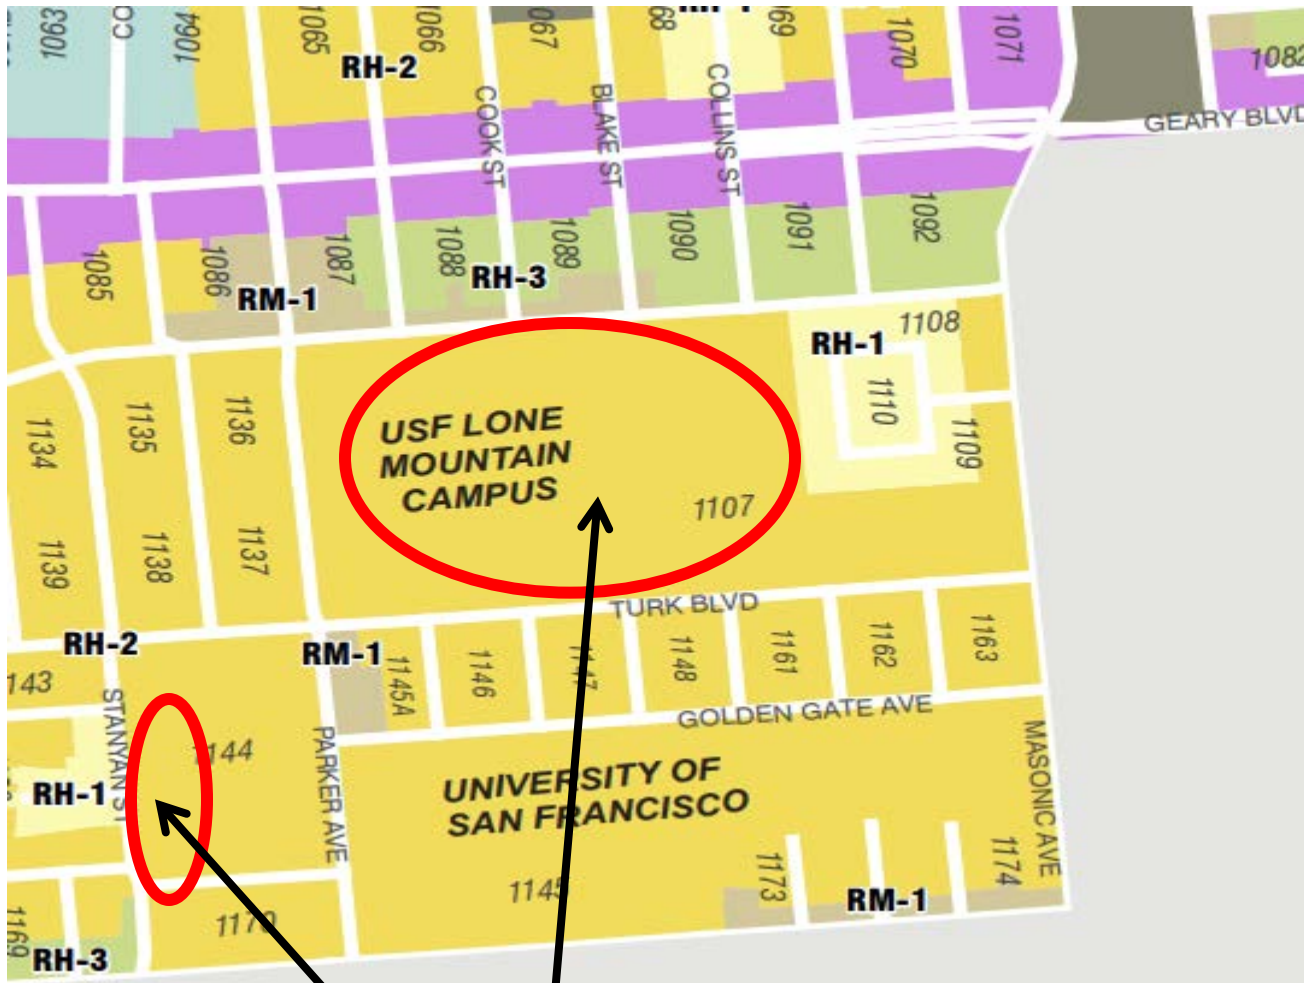 1063
1064
1065
1066
1070
1071
1082
RH-2
COOK ST
BLAKE ST
COLLINS ST
GEARY BLVD
1085
1086
1087
1088
1089
1090
1091
1092
RM-1
RH-3
RH-1
1108
1110
1109
1134
1135
1136
USF LONE
MOUNTAIN
CAMPUS
1107
1139
1138
1137
TURK BLVD
RH-2
RM-1
1145A
1146
1147
1148
1161
1162
1163
143
STANYAN ST
1144
PARKER AVE
GOLDEN GATE AVE
MASONIC AVE
RH-1
UNIVERSITY OF
SAN FRANCISCO
1145
1173
1174
RM-1
1169
1170
RH-3